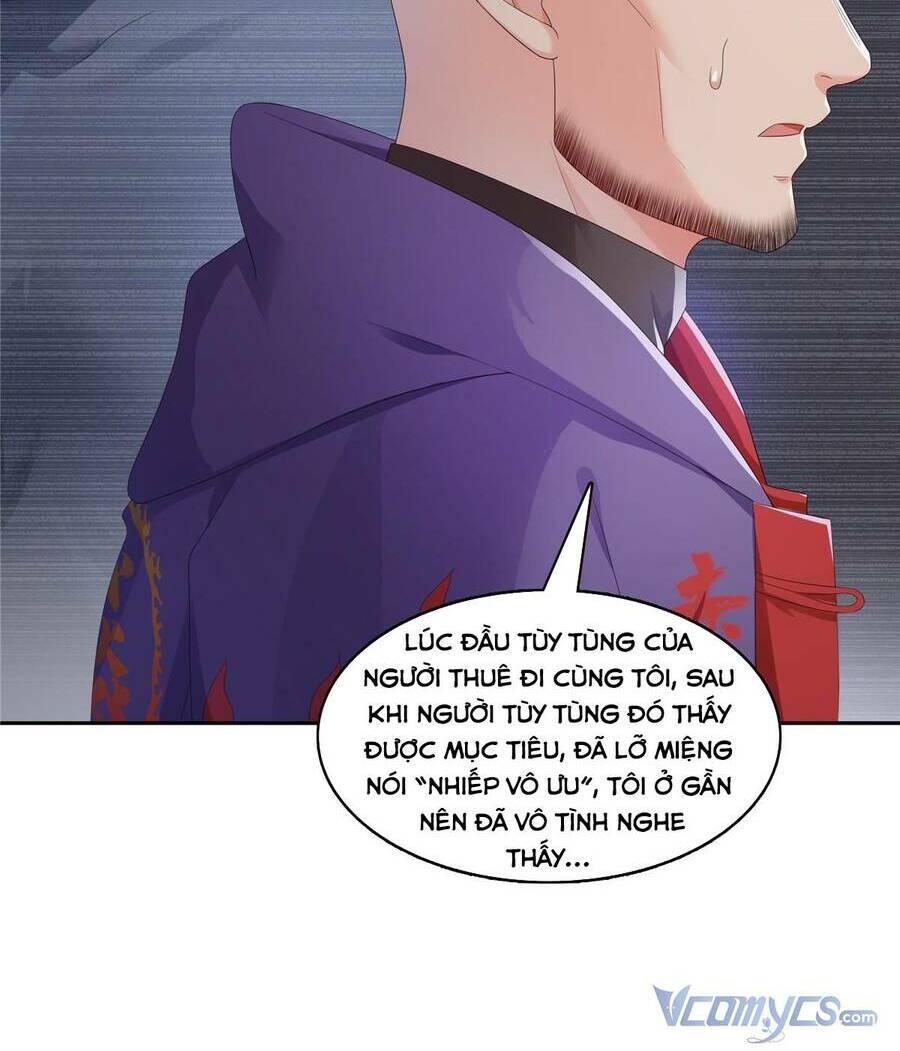 LÚC ĐẦU TÙY TÙNG CỦA
NGƯỜI THUÊ ĐI CÙNG TÔI, SAU
KHI NGƯỜI TÙY TÙNG ĐÓ THẤY
ĐƯỢC MỤC TIÊU, ĐÃ LỠ MIỆNG
NÓI “NHIẾP VÔ ƯU”, TÔI Ở GẦN
NÊN ĐÃ VÔ TÌNH NGHE
THẤY...
VCOMYCS.com